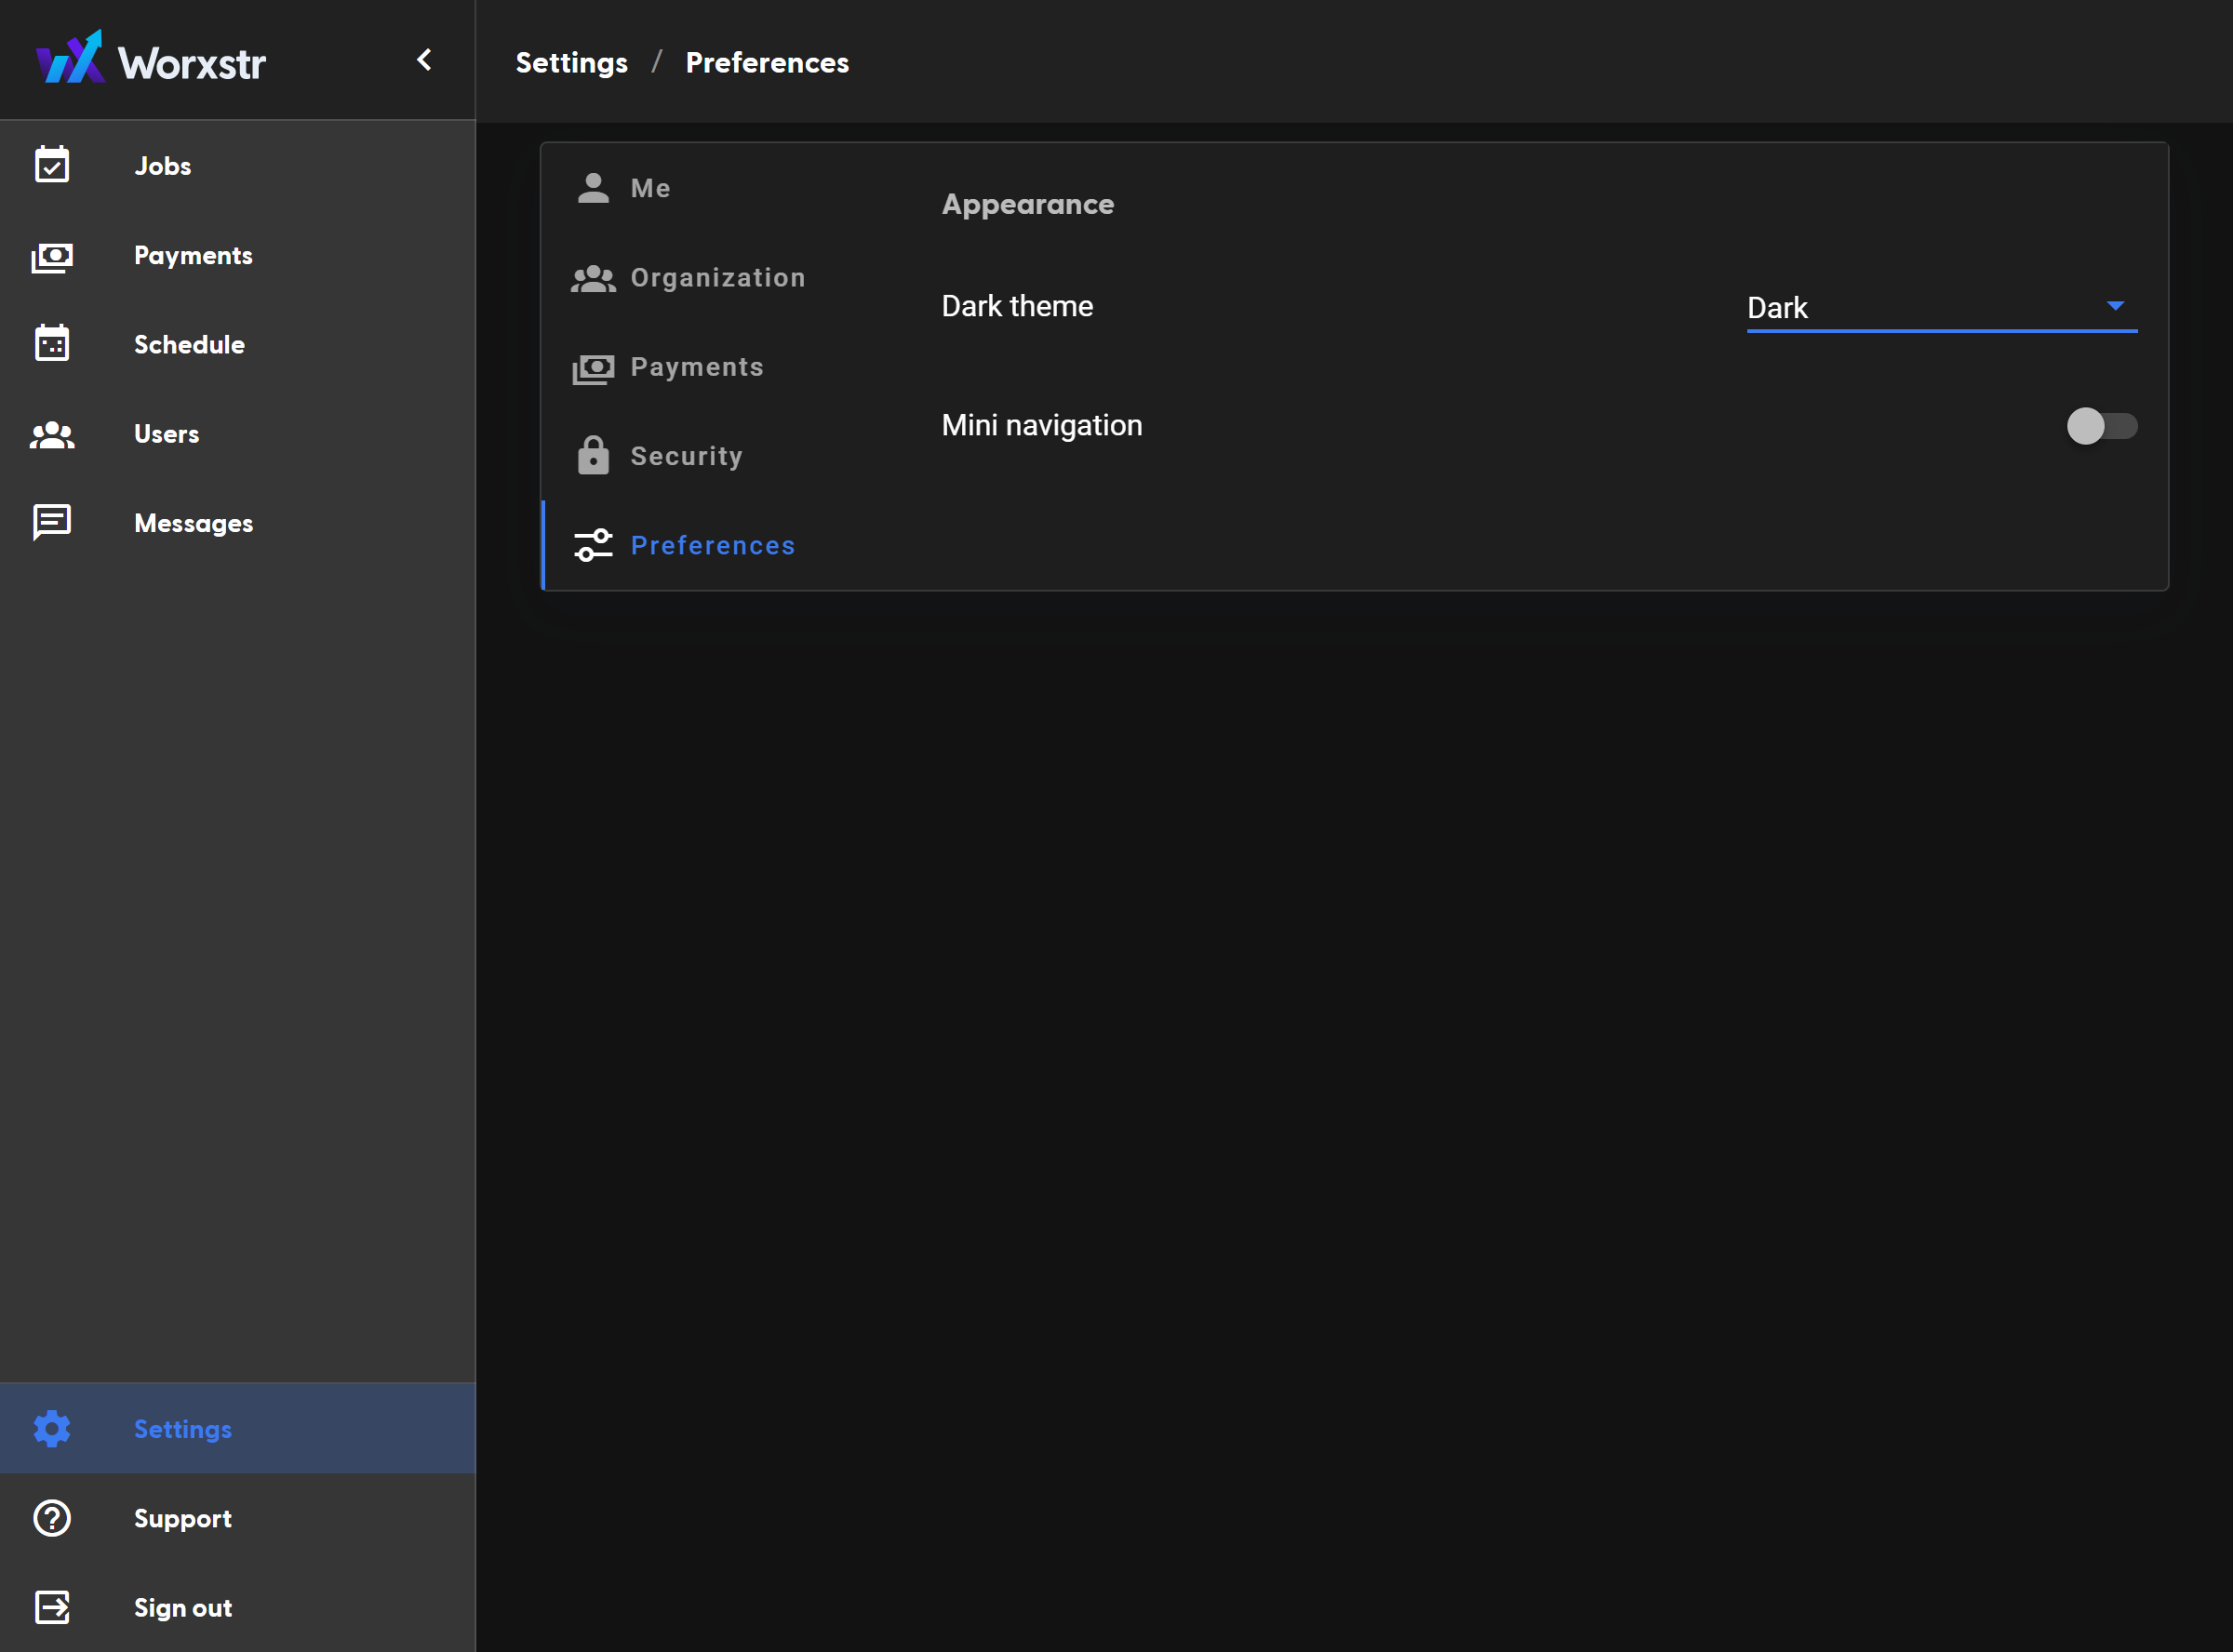 Worxstr
Jobs
Payments
Schedule
Users
Messages
Settings
Support
Sign out
Settings / Preferences
Me
Organization
Payments
Security
Preferences
Appearance
Dark theme
Dark
Mini navigation